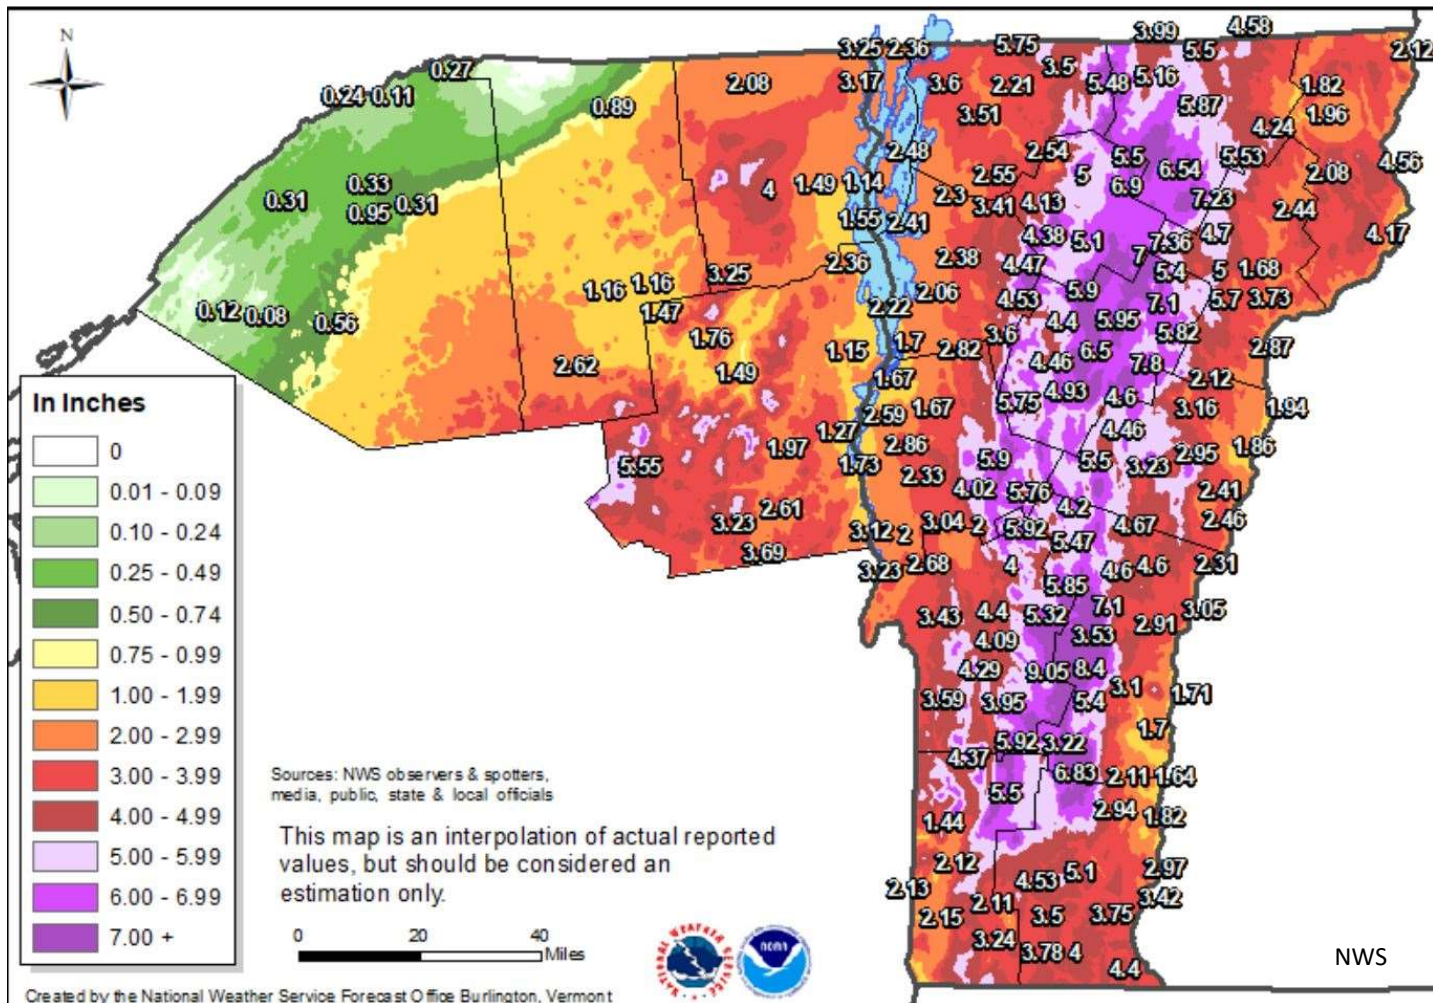 N
3.99 4.58
3.25 2.36 5.75 5.5 2.12
0.27 3.5
0.24 0.11 2.08 3.17 3.6 2.21 5.48 5.16 1.82
0.89 3.51 5.87 1.96
4.24
2.48 2.54 5.5 5.53 4.56
0.33 4 1.49 1.14 2.55 5 6.54 2.08
0.31 0.31 2.3 6.9
0.95 3.41 4.13 7.23 2.44
1.55 2.41 4.38 5.1 4.7 4.17
2.36 2.38 4.47 7 7.36
3.25 5.4 5 1.68
1.16 1.16 2.06 4.53 5.9 5.7 3.73
1.47 2.22 7.1
0.12 0.08 0.56 4.4 5.95
1.76 1.7 3.6 5.82
1.15 2.82 6.5 2.87
2.62 1.49 4.46 7.8
1.67 2.12
4.93 4.6
2.59 1.67 5.75 3.16 1.94
1.27 4.46
1.97 2.86 1.86
5.55 1.73 5.9 5.5 3.23 2.95
2.33 4.02 5.76 2.41
2.61 4.2
3.23 3.04 2 4.67 2.46
3.12 2 5.92
3.69 5.47
3.23 2.68 4 4.6 4.6 2.31
5.85
3.43 4.4 5.32 7.1 3.05
4.09 3.53 2.91
4.29 9.05 8.4
3.59 3.95 5.4 3.1 1.71
1.7
4.37 5.92 3.22
6.83 2.11 1.64
5.5
1.44 2.94 1.82
2.12 5.1 2.97
2.13 4.53
2.11 3.42
2.15 3.5 3.75
3.24 3.78 4
4.4
In Inches
0
0.01 - 0.09
0.10 - 0.24
0.25 - 0.49
0.50 - 0.74
0.75 - 0.99
1.00 - 1.99
2.00 - 2.99
3.00 - 3.99
4.00 - 4.99
5.00 - 5.99
6.00 - 6.99
7.00 +
Sources: NWS observers & spotters,
media, public, state & local officials
This map is an interpolation of actual reported
values, but should be considered an
estimation only.
0 20 40
Miles
NATIONAL WEATHER SERVICE
noaa
NWS
Created by the National Weather Service Forecast Office Burlington, Vermont